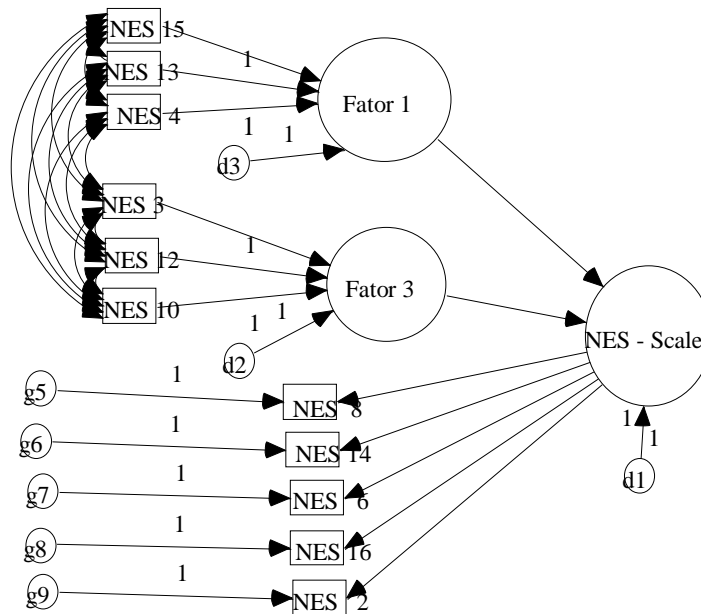 NES 15
1
NES 13
Fator 1
NES 4
1 1
d3
NES 3
1
NES 12
Fator 3
NES 10
1
1
d2
NES - Scale
g5
1
NES 8
1
1
g6
1
NES 14
d1
g7
1
NES 6
g8
1
NES 16
g9
1
NES 2